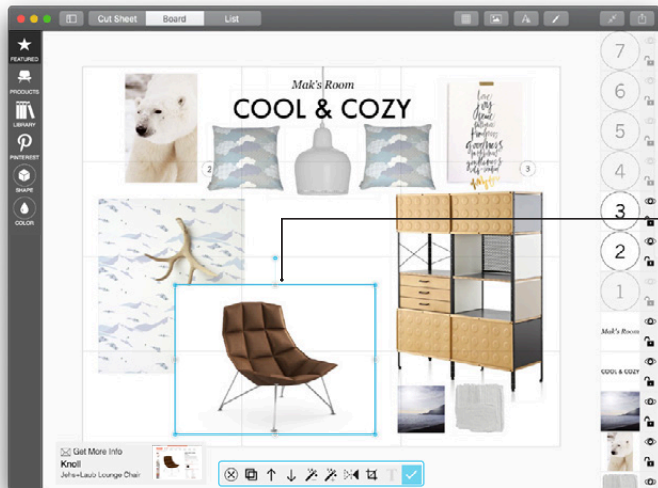 Cut Sheet Board List
FEATURED
PRODUCTS
LIBRARY
PINTEREST
SHAPE
COLOR
Mak's Room
COOL & COZY
2
3
7
6
5
4
3
2
1
Mak's Room
COOL & COZY
Get More Info
Knoll
Jehs+Laub Lounge Chair
T